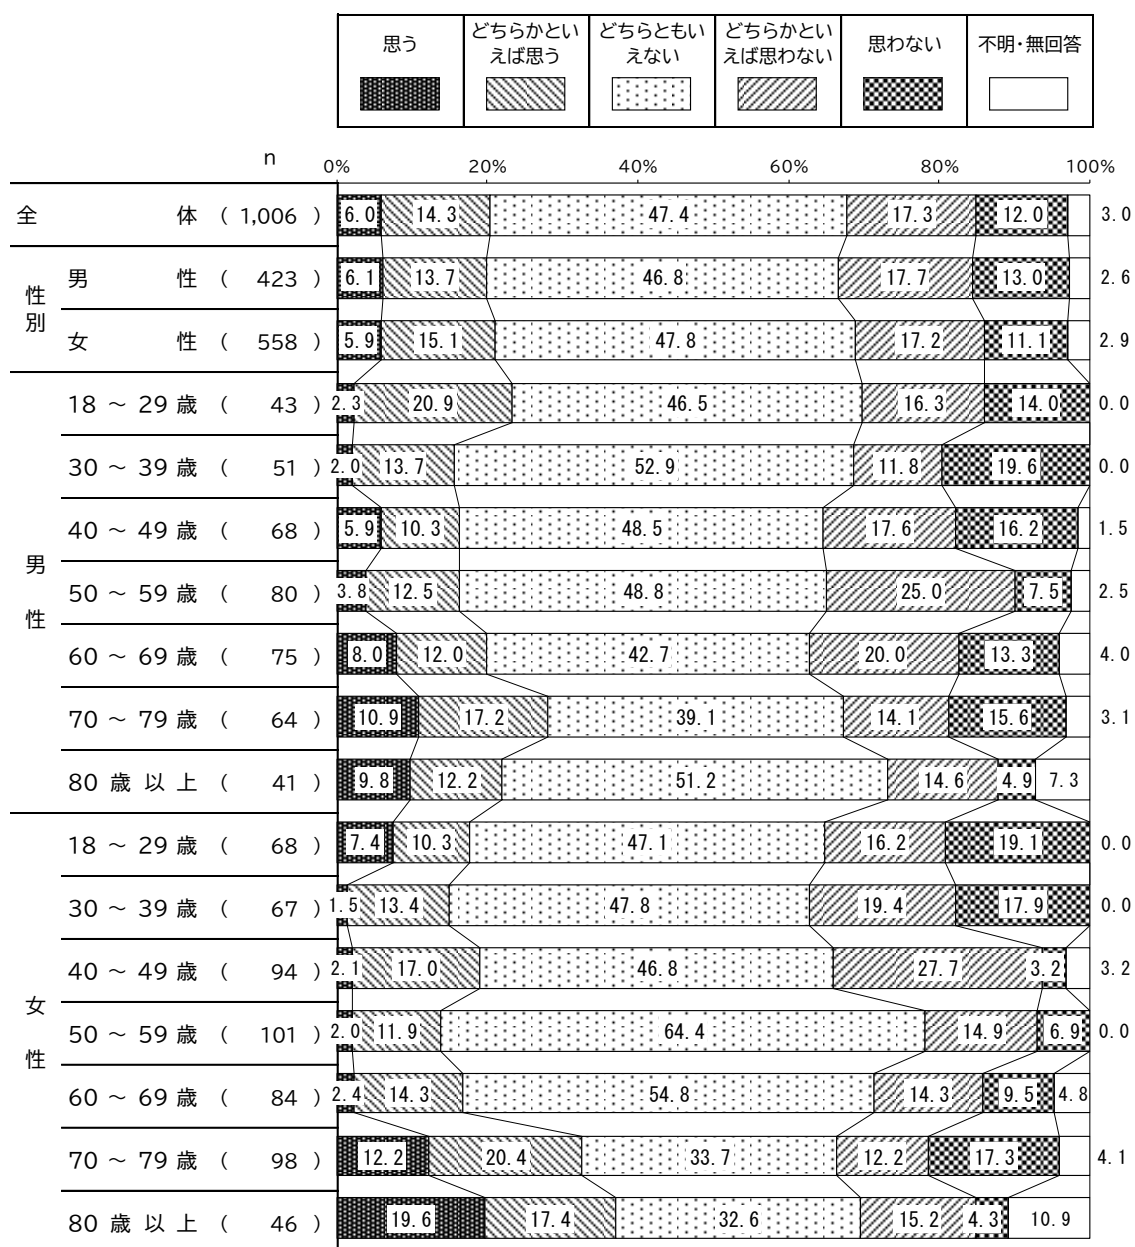 思う
どちらかといえば思う
どちらともいえない
どちらかといえば思わない
思わない
不明・無回答
n
0% 20% 40% 60% 80% 100%
全体 ( 1,006 ) 6.0 14.3 47.4 17.3 12.0 3.0
性別
男性 ( 423 ) 6.1 13.7 46.8 17.7 13.0 2.6
女性 ( 558 ) 5.9 15.1 47.8 17.2 11.1 2.9
男性
18 ～ 29 歳 ( 43 ) 2.3 20.9 46.5 16.3 14.0 0.0
30 ～ 39 歳 ( 51 ) 2.0 13.7 52.9 11.8 19.6 0.0
40 ～ 49 歳 ( 68 ) 5.9 10.3 48.5 17.6 16.2 1.5
50 ～ 59 歳 ( 80 ) 3.8 12.5 48.8 25.0 7.5 2.5
60 ～ 69 歳 ( 75 ) 8.0 12.0 42.7 20.0 13.3 4.0
70 ～ 79 歳 ( 64 ) 10.9 17.2 39.1 14.1 15.6 3.1
80 歳 以 上 ( 41 ) 9.8 12.2 51.2 14.6 4.9 7.3
女性
18 ～ 29 歳 ( 68 ) 7.4 10.3 47.1 16.2 19.1 0.0
30 ～ 39 歳 ( 67 ) 1.5 13.4 47.8 19.4 17.9 0.0
40 ～ 49 歳 ( 94 ) 2.1 17.0 46.8 27.7 3.2 3.2
50 ～ 59 歳 ( 101 ) 2.0 11.9 64.4 14.9 6.9 0.0
60 ～ 69 歳 ( 84 ) 2.4 14.3 54.8 14.3 9.5 4.8
70 ～ 79 歳 ( 98 ) 12.2 20.4 33.7 12.2 17.3 4.1
80 歳 以 上 ( 46 ) 19.6 17.4 32.6 15.2 4.3 10.9